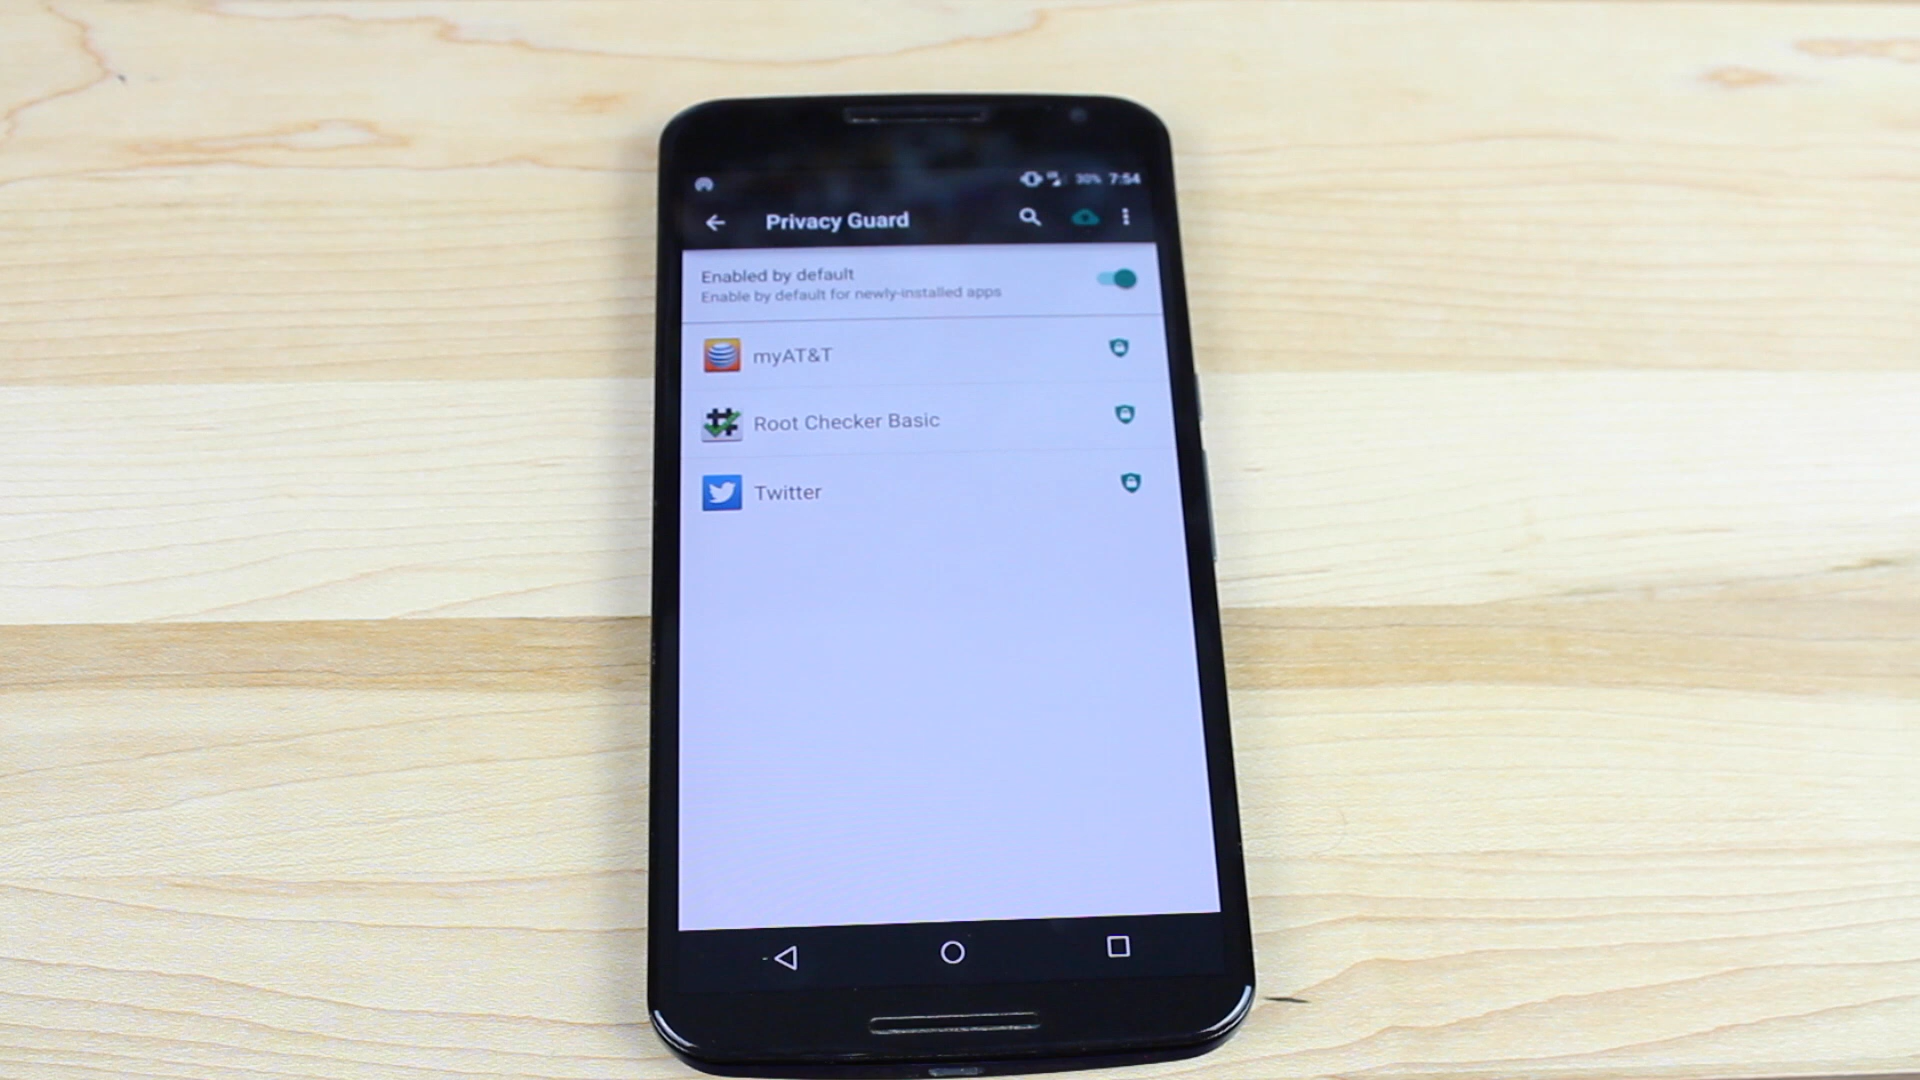 30% 7:54
Privacy Guard
Enabled by default
Enable by default for newly-installed apps
myAT&T
Root Checker Basic
Twitter